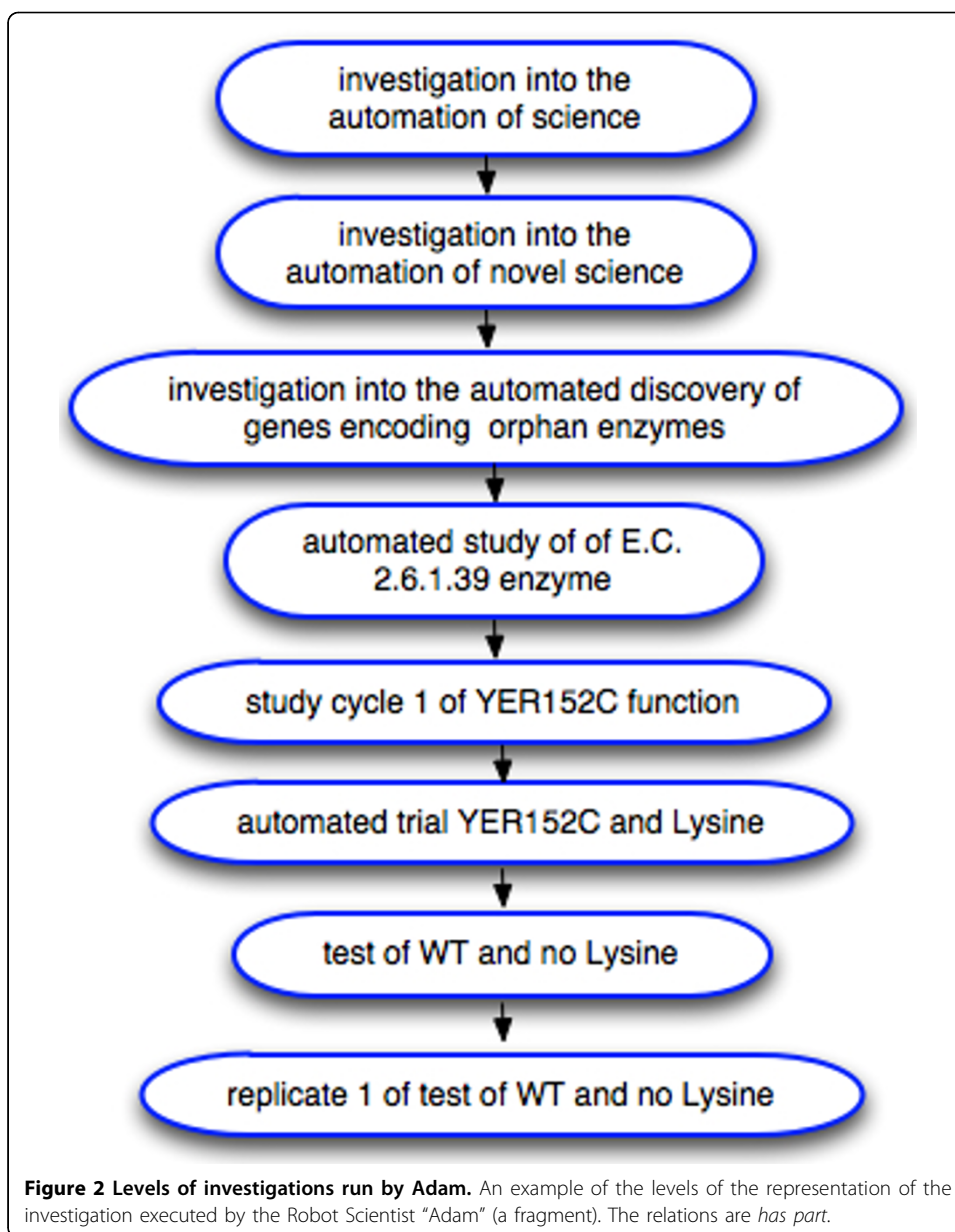 investigation into the
automation of science
investigation into the
automation of novel science
investigation into the automated discovery of
genes encoding orphan enzymes
automated study of of E.C.
2.6.1.39 enzyme
study cycle 1 of YER152C function
automated trial YER152C and Lysine
test of WT and no Lysine
replicate 1 of test of WT and no Lysine
Figure 2 Levels of investigations run by Adam. An example of the levels of the representation of the
investigation executed by the Robot Scientist “Adam” (a fragment). The relations are has part.